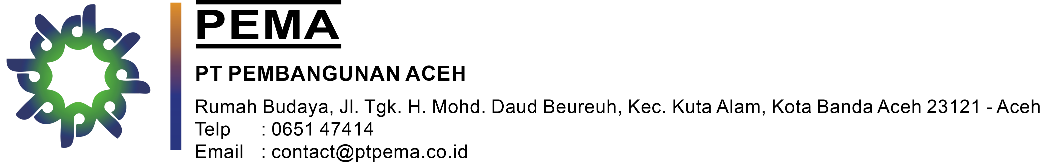 PEMA
PT PEMBANGUNAN ACEH
Rumah Budaya, Jl. Tgk. H. Mohd. Daud Beureuh, Kec. Kuta Alam, Kota Banda Aceh 23121 - Aceh
Telp : 0651 47414
Email : contact@ptpema.co.id